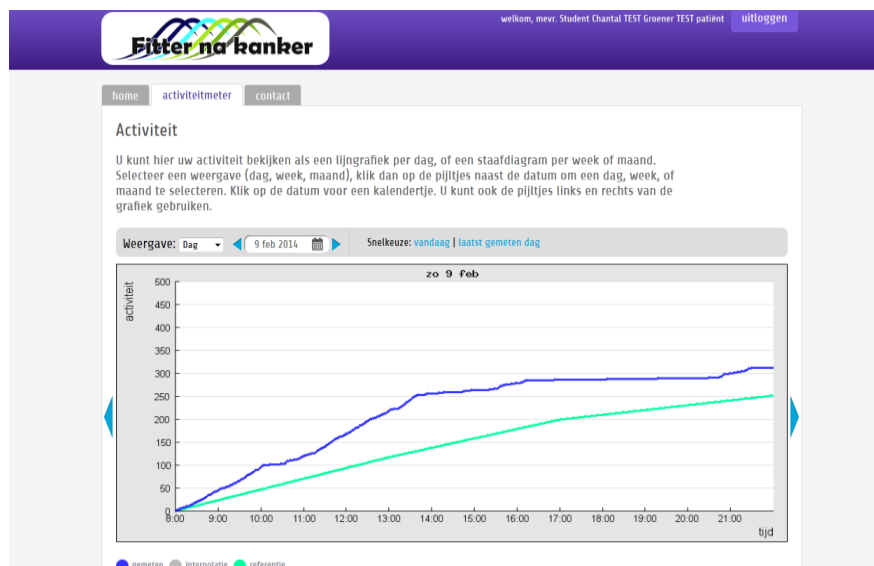 Fitter na kanker
welkom, mevr. Student Chantal TEST Groener TEST patiënt
uitloggen
home activiteitmeter contact
Activiteit
U kunt hier uw activiteit bekijken als een lijngrafiek per dag, of een staafdiagram per week of maand.
Selecteer een weergave (dag, week, maand), klik dan op de pijltjes naast de datum om een dag, week, of
maand te selecteren. Klik op de datum voor een kalendertje. U kunt ook de pijltjes links en rechts van de
grafiek gebruiken.
Weergave: Dag 9 feb 2014 Snelkeuze: vandaag | laatst gemeten dag
zo 9 feb
activiteit
500
450
400
350
300
250
200
150
100
50
0
8:00 9:00 10:00 11:00 12:00 13:00 14:00 15:00 16:00 17:00 18:00 19:00 20:00 21:00
tijd
gemeten interpolatie referentie